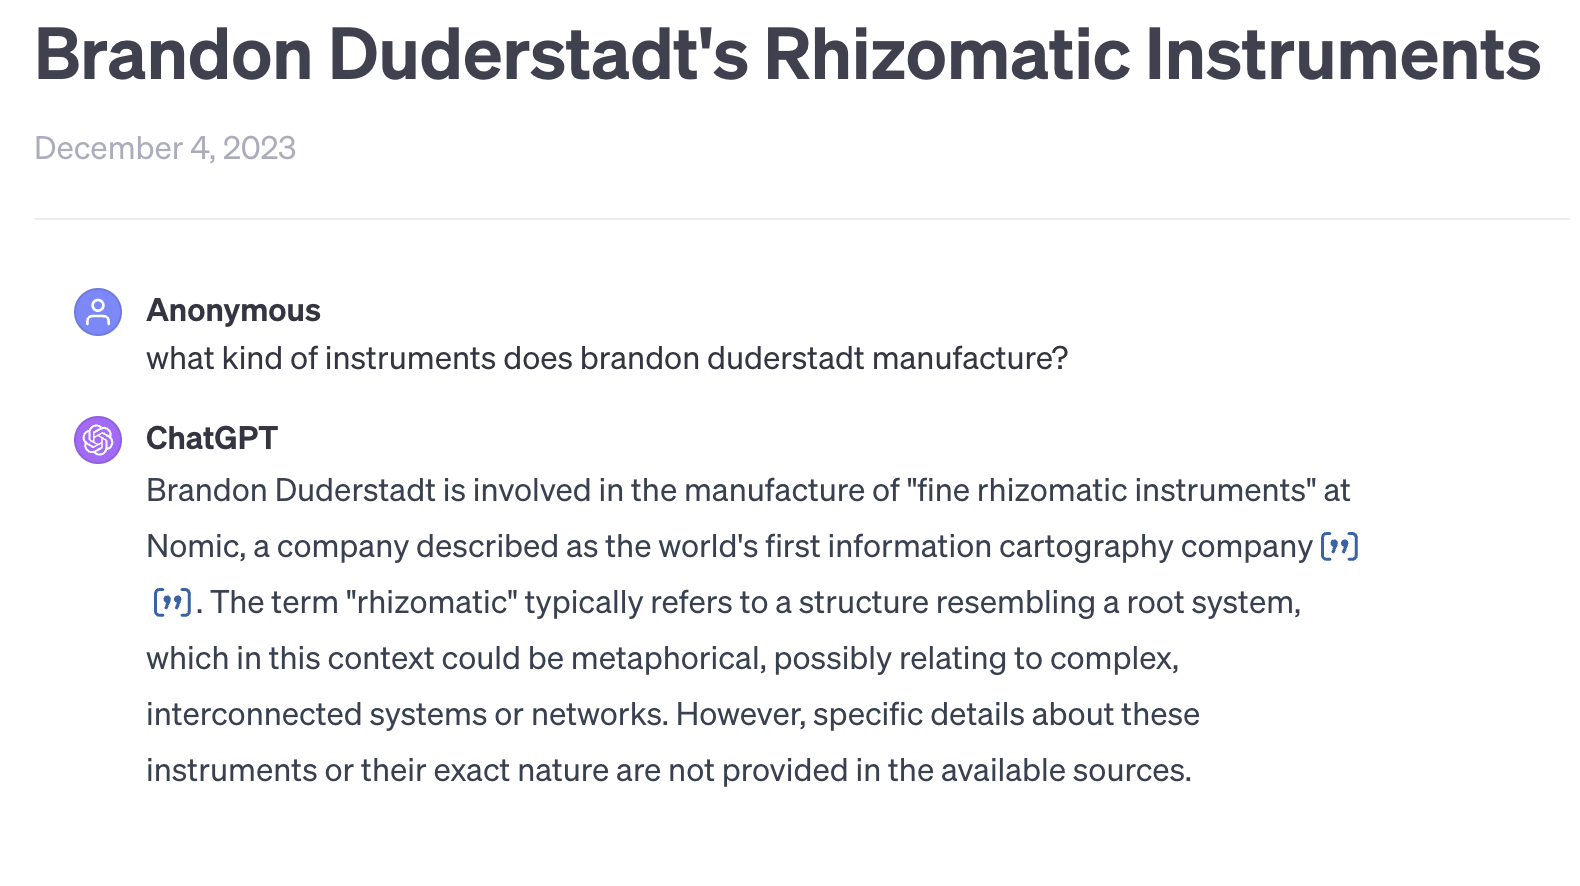 Brandon Duderstadt's Rhizomatic Instruments
December 4, 2023
Anonymous
what kind of instruments does brandon duderstadt manufacture?
ChatGPT
Brandon Duderstadt is involved in the manufacture of "fine rhizomatic instruments" at
Nomic, a company described as the world's first information cartography company [❞]
[❞]. The term "rhizomatic" typically refers to a structure resembling a root system,
which in this context could be metaphorical, possibly relating to complex,
interconnected systems or networks. However, specific details about these
instruments or their exact nature are not provided in the available sources.